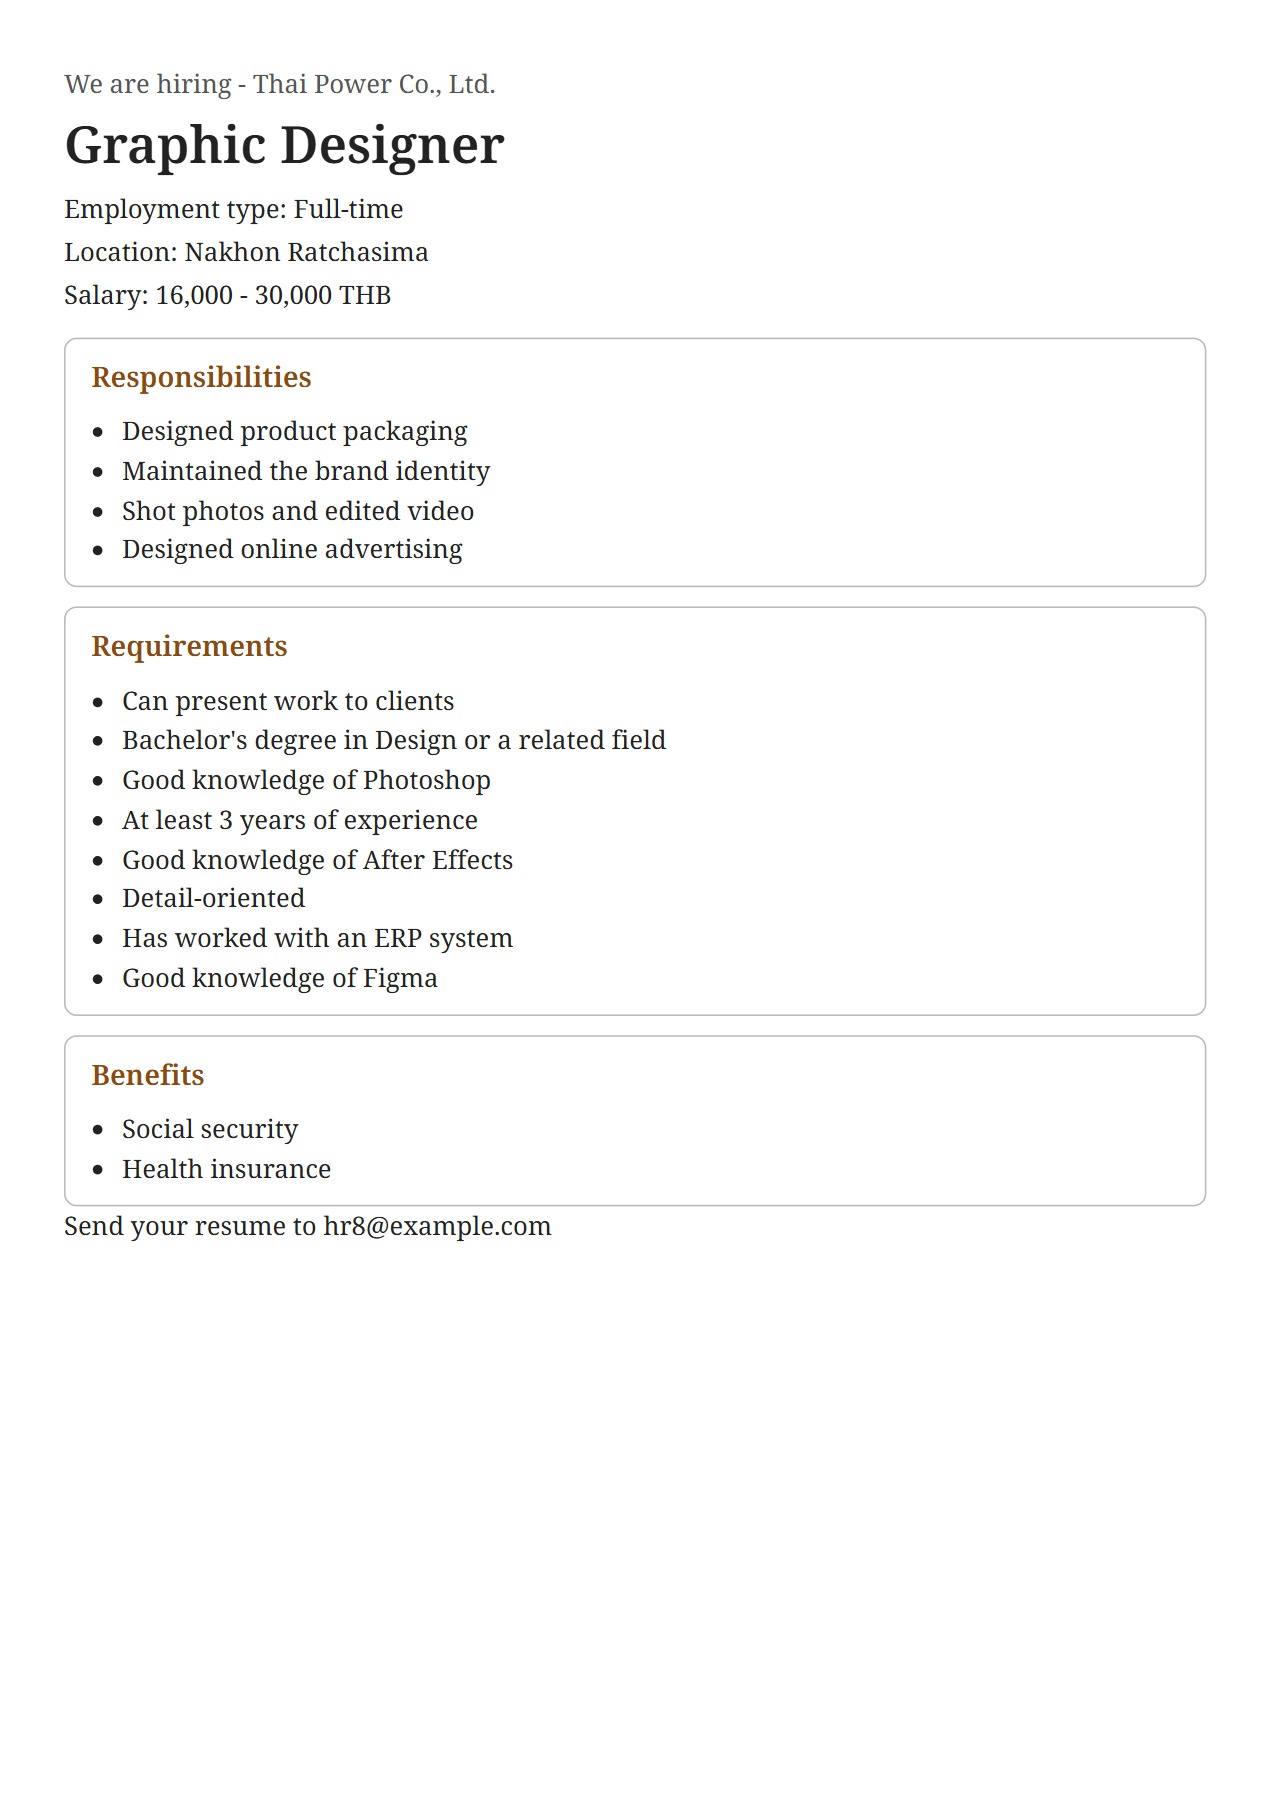 We are hiring - Thai Power Co., Ltd.
Graphic Designer
Employment type: Full-time
Location: Nakhon Ratchasima
Salary: 16,000 - 30,000 THB
Responsibilities
• Designed product packaging
• Maintained the brand identity
• Shot photos and edited video
• Designed online advertising
Requirements
• Can present work to clients
• Bachelor's degree in Design or a related field
• Good knowledge of Photoshop
• At least 3 years of experience
• Good knowledge of After Effects
• Detail-oriented
• Has worked with an ERP system
• Good knowledge of Figma
Benefits
• Social security
• Health insurance
Send your resume to hr8@example.com